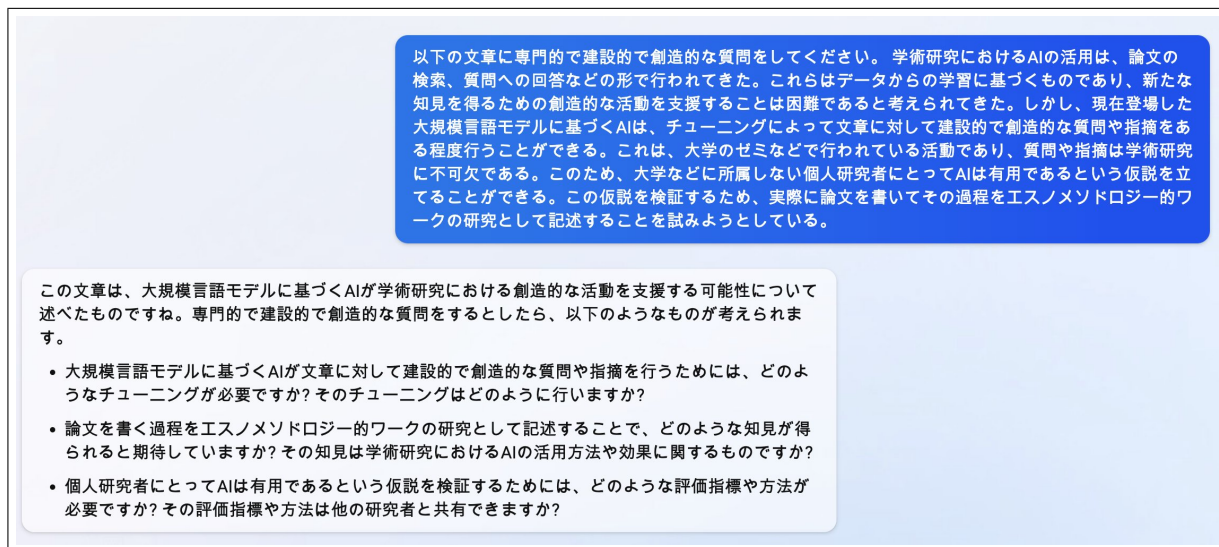 以下の文章に専門的で建設的で創造的な質問をしてください。 学術研究におけるAIの活用は、論文の
検索、質問への回答などの形で行われてきた。これらはデータからの学習に基づくものであり、新たな
知見を得るための創造的な活動を支援することは困難であると考えられてきた。しかし、現在登場した
大規模言語モデルに基づくAIは、チューニングによって文章に対して建設的で創造的な質問や指摘をあ
る程度行うことができる。これは、大学のゼミなどで行われている活動であり、質問や指摘は学術研究
に不可欠である。このため、大学などに所属しない個人研究者にとってAIは有用であるという仮説を立
てることができる。この仮説を検証するため、実際に論文を書いてその過程をエスノメソドロジー的ワ
ークの研究として記述することを試みようとしている。
この文章は、大規模言語モデルに基づくAIが学術研究における創造的な活動を支援する可能性について
述べたものですね。専門的で建設的で創造的な質問をするとしたら、以下のようなものが考えられま
す。
• 大規模言語モデルに基づくAIが文章に対して建設的で創造的な質問や指摘を行うためには、どのよ
うなチューニングが必要ですか? そのチューニングはどのように行いますか?
• 論文を書く過程をエスノメソドロジー的ワークの研究として記述することで、どのような知見が得
られると期待していますか? その知見は学術研究におけるAIの活用方法や効果に関するものですか?
• 個人研究者にとってAIは有用であるという仮説を検証するためには、どのような評価指標や方法が
必要ですか? その評価指標や方法は他の研究者と共有できますか?